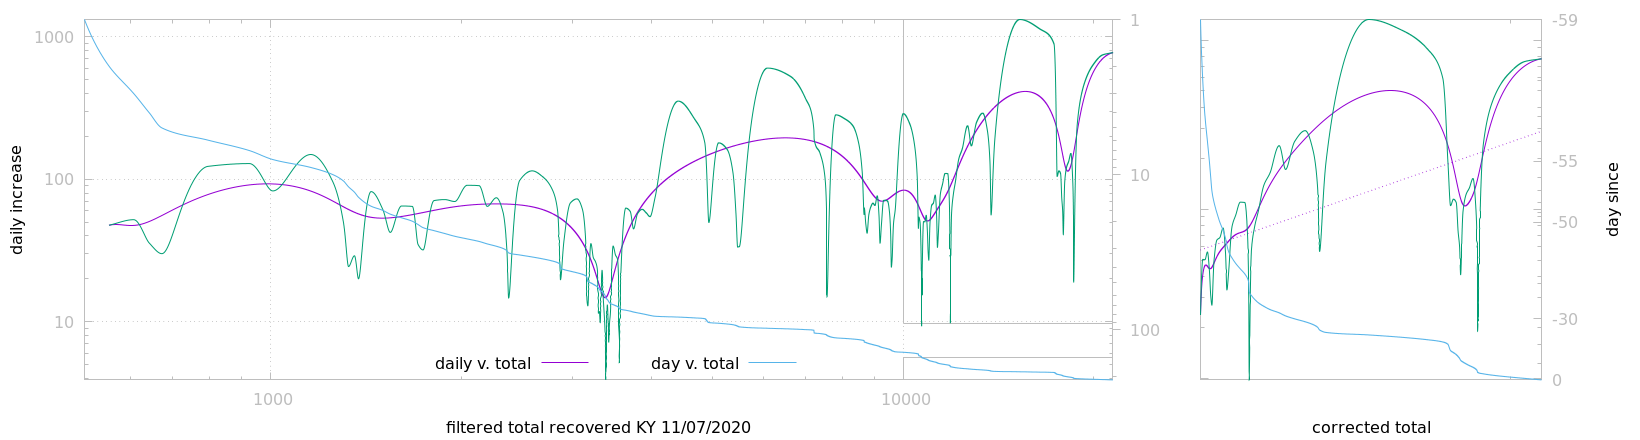 daily increase
1000
100
10
1000
10000
daily v. total
day v. total
filtered total recovered KY 11/07/2020
1
10
100
corrected total
-59
-55
-50
-30
0
day since